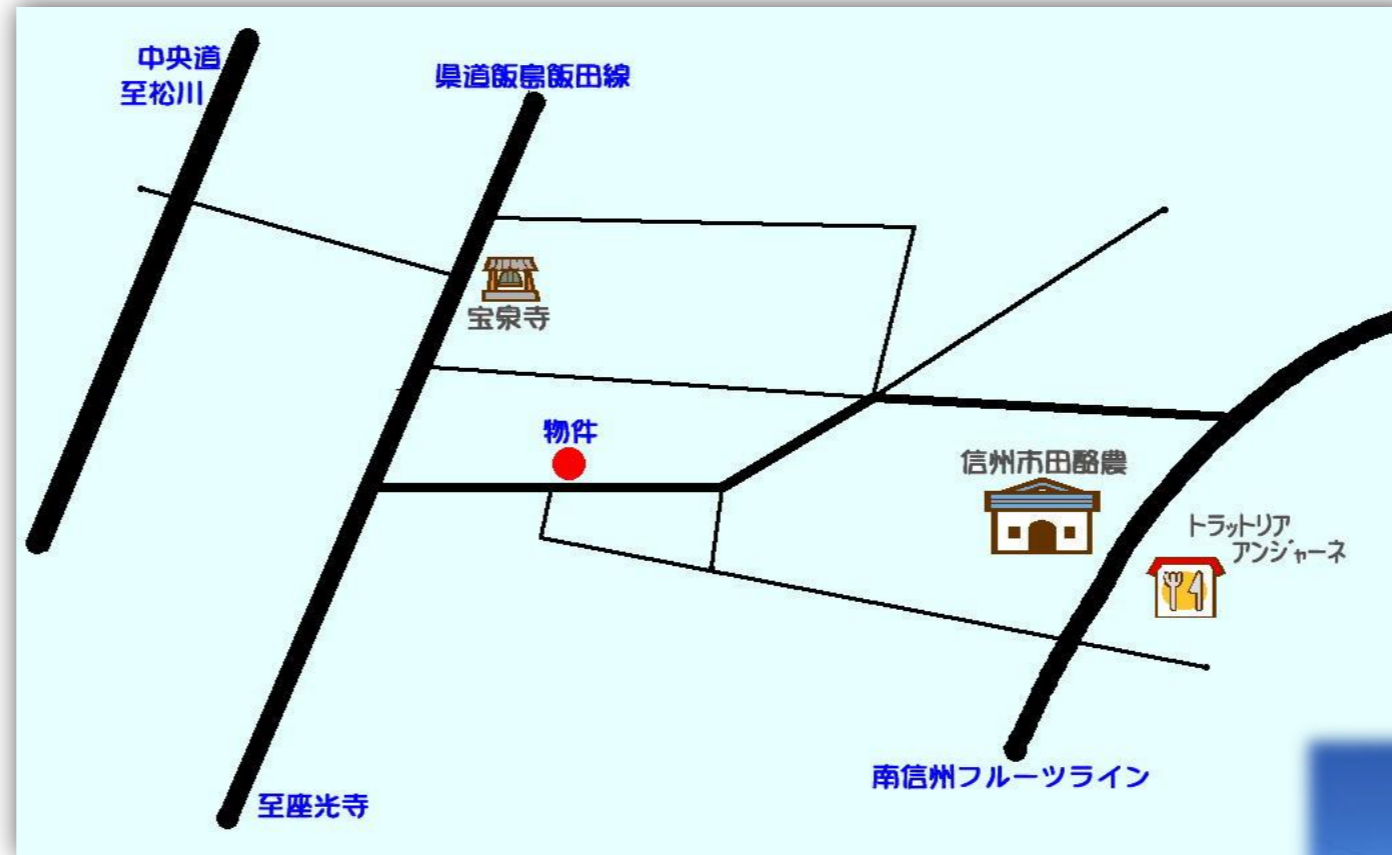 中央道
至松川
県道飯島飯田線
宝泉寺
物件
信州市田酪農
トラットリア
アンジャーネ
南信州フルーツライン
至座光寺